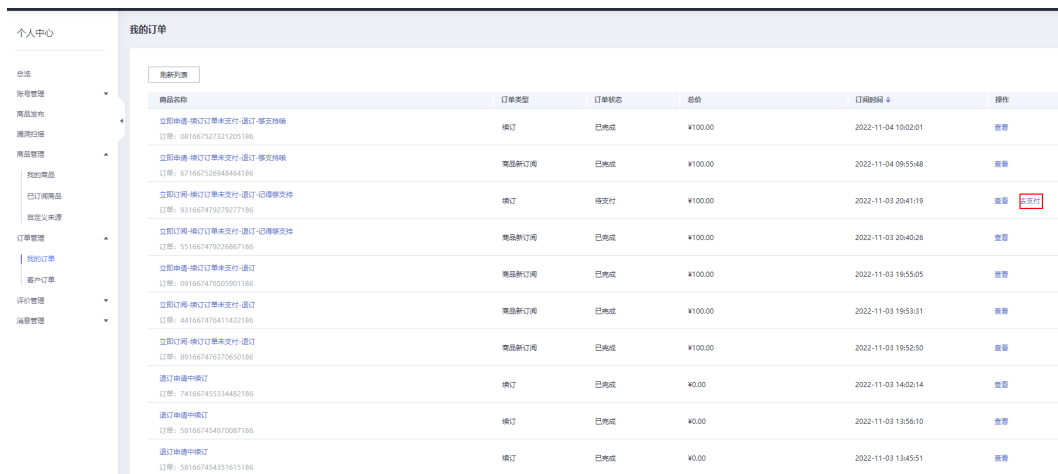 个人中心
我的订单
总览
账号管理
商品发布
漏洞扫描
商品管理
我的商品
已订阅商品
自定义来源
订单管理
我的订单
客户订单
评价管理
消息管理
刷新列表
商品名称 订单类型 订单状态 总价 订阅时间 操作
立即申请-续订订单未支付-退订-够支持哦
订单: 081667527321205186
续订 已完成 ¥100.00 2022-11-04 10:02:01 查看
立即申请-续订订单未支付-退订-够支持哦
订单: 671667526948464186
商品新订阅 已完成 ¥100.00 2022-11-04 09:55:48 查看
立即订阅-续订订单未支付-退订-记得够支持
订单: 931667479279277186
续订 待支付 ¥100.00 2022-11-03 20:41:19 查看 去支付
立即订阅-续订订单未支付-退订-记得够支持
订单: 551667479226867186
商品新订阅 已完成 ¥100.00 2022-11-03 20:40:26 查看
立即申请-续订订单未支付-退订
订单: 091667476505901186
商品新订阅 已完成 ¥100.00 2022-11-03 19:55:05 查看
立即订阅-续订订单未支付-退订
订单: 441667476411432186
商品新订阅 已完成 ¥100.00 2022-11-03 19:53:31 查看
立即订阅-续订订单未支付-退订
订单: 891667476370650186
商品新订阅 已完成 ¥100.00 2022-11-03 19:52:50 查看
退订申请中续订
订单: 741667455334482186
续订 已完成 ¥0.00 2022-11-03 14:02:14 查看
退订申请中续订
订单: 581667454970087186
续订 已完成 ¥0.00 2022-11-03 13:56:10 查看
退订申请中续订
订单: 581667454351615186
续订 已完成 ¥0.00 2022-11-03 13:45:51 查看